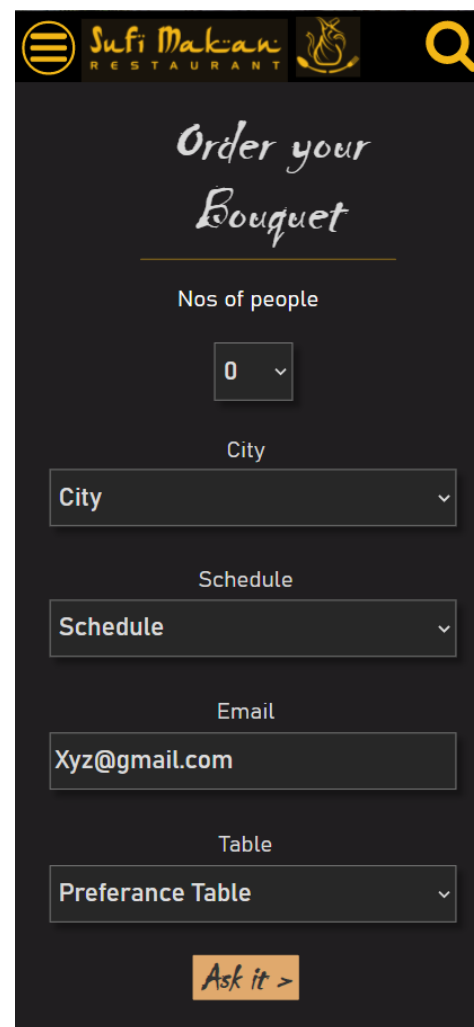 Sufi Makan
RESTAURANT
Order your
Bouquet
Nos of people
0
City
City
Schedule
Schedule
Email
Xyz@gmail.com
Table
Preferance Table
Ask it >